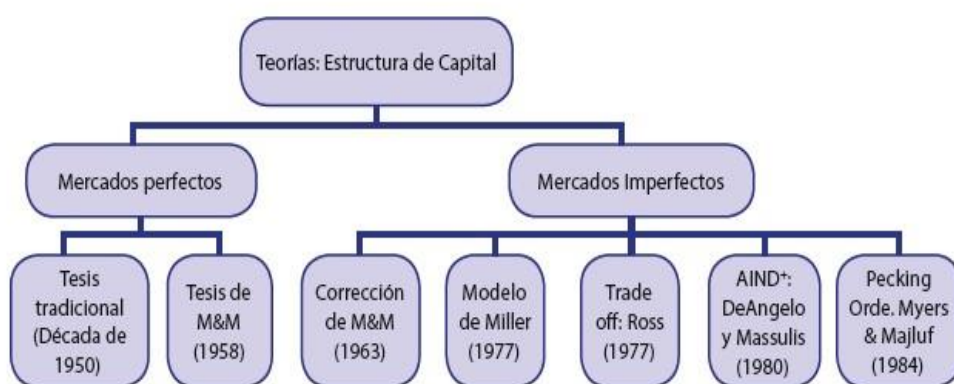 Teorías: Estructura de Capital
Mercados perfectos
Mercados Imperfectos
Tesis
tradicional
(Década de
1950)
Tesis de
M&M
(1958)
Corrección
de M&M
(1963)
Modelo
de Miller
(1977)
Trade
off: Ross
(1977)
AIND⁺:
DeAngelo
y Massulis
(1980)
Pecking
Orde. Myers
& Majluf
(1984)